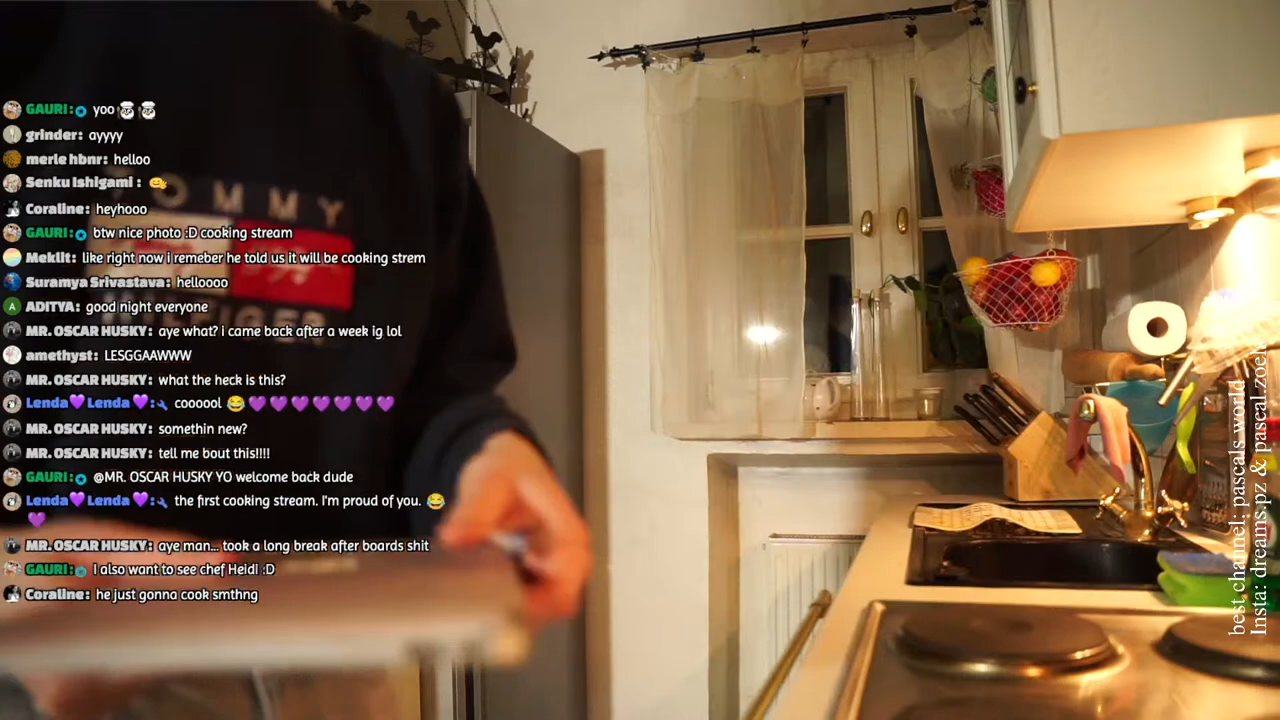 GAURI: yoo
grinder: ayyyy
merle hbnr: helloo
Senku Ishigami :
Coraline: heyhooo
GAURI: btw nice photo :D cooking stream
Meklit: like right now i remeber he told us it will be cooking strem
Suramya Srivastava: helloooo
A ADITYA: good night everyone
MR. OSCAR HUSKY: aye what? i came back after a week ig lol
amethyst: LESGGAAWWW
MR. OSCAR HUSKY: what the heck is this?
Lenda💜Lenda 💜: coooool 😂💜💜💜💜💜💜💜
MR. OSCAR HUSKY: somethin new?
MR. OSCAR HUSKY: tell me bout this!!!!
GAURI: @MR. OSCAR HUSKY YO welcome back dude
Lenda💜Lenda 💜: the first cooking stream. I'm proud of you. 😂
💜
MR. OSCAR HUSKY: aye man... took a long break after boards shit
GAURI: I also want to see chef Heidi :D
Coraline: he just gonna cook smthng
TOMMY
best channel: pascals world
Insta: dreams.pz & pascal.zoek